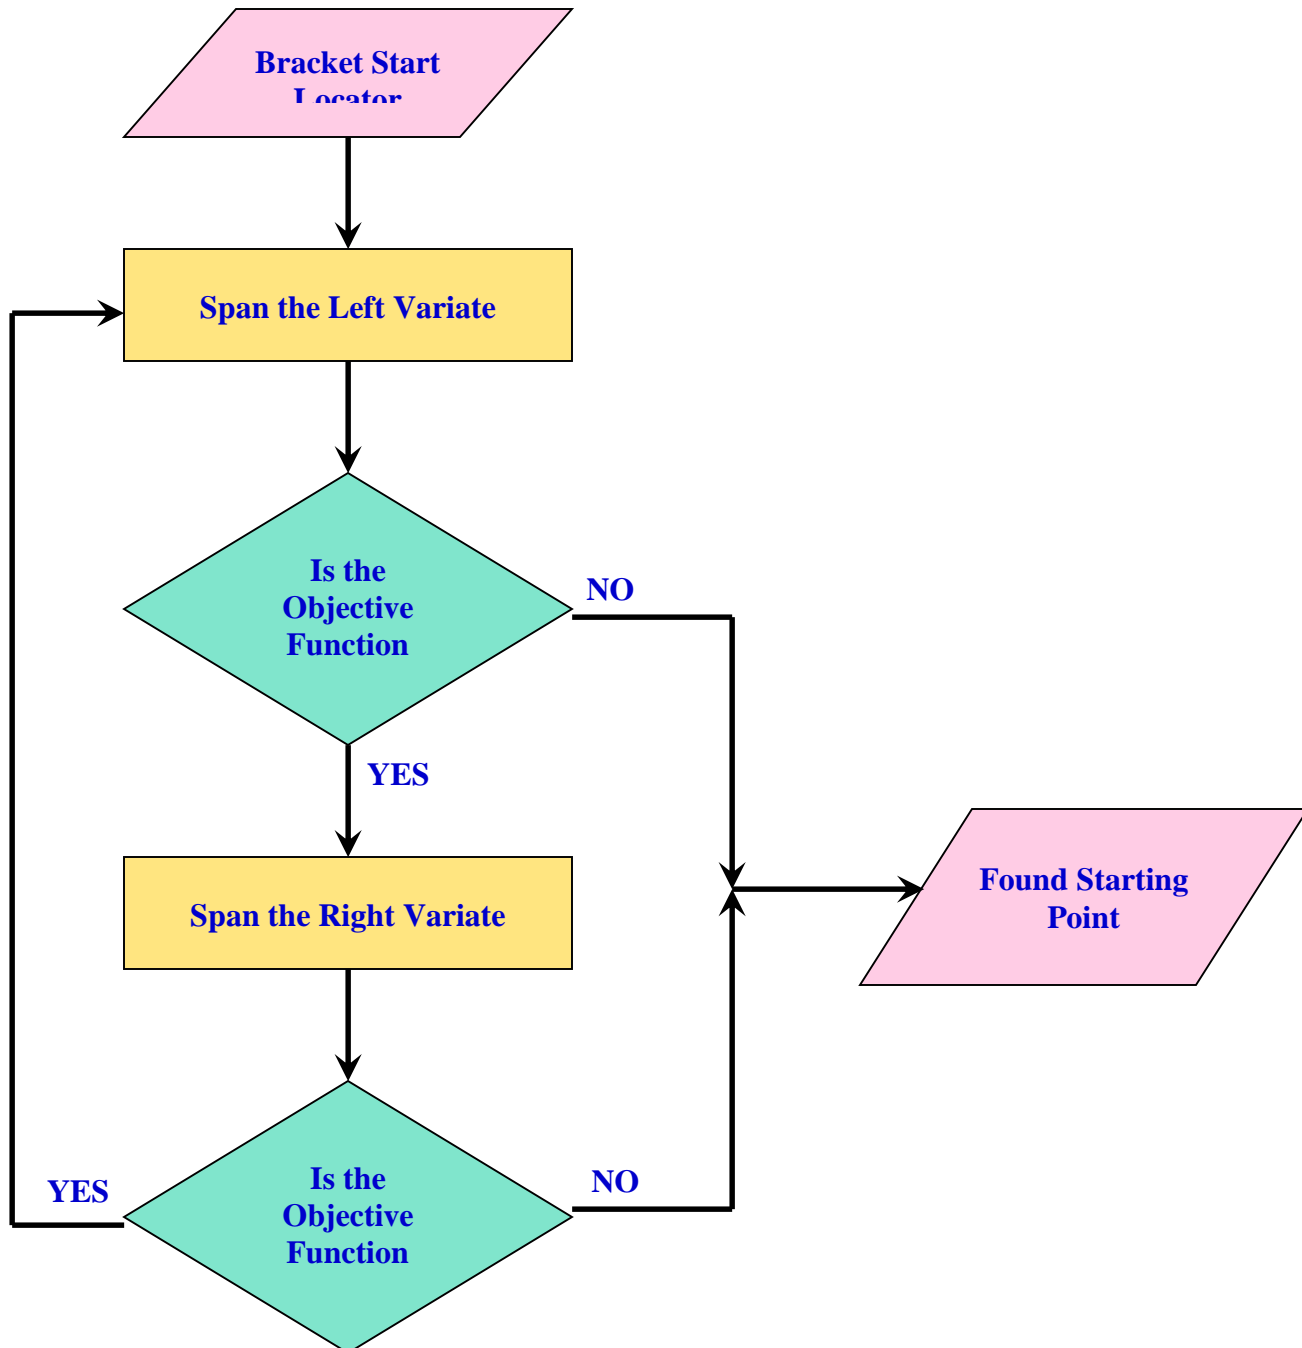 Bracket Start
Locator
Span the Left Variate
Is the
Objective
Function
NO
YES
Span the Right Variate
Found Starting
Point
Is the
Objective
Function
YES
NO